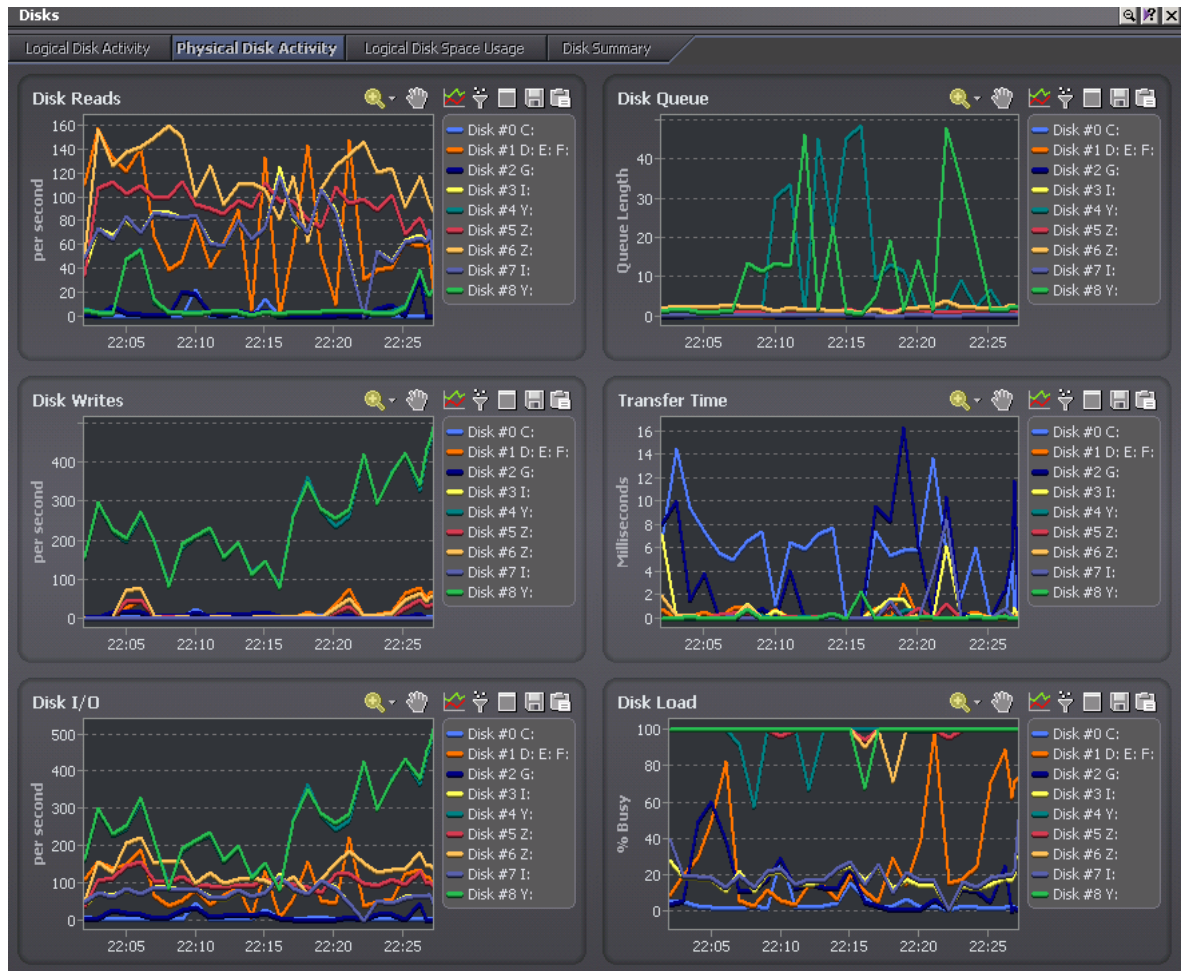 Disks
Logical Disk Activity
Physical Disk Activity
Logical Disk Space Usage
Disk Summary
Disk Reads
per second
160
140
120
100
80
60
40
20
0
22:05 22:10 22:15 22:20 22:25
Disk #0 C:
Disk #1 D: E: F:
Disk #2 G:
Disk #3 I:
Disk #4 Y:
Disk #5 Z:
Disk #6 Z:
Disk #7 I:
Disk #8 Y:
Disk Queue
Queue Length
40
30
20
10
0
22:05 22:10 22:15 22:20 22:25
Disk #0 C:
Disk #1 D: E: F:
Disk #2 G:
Disk #3 I:
Disk #4 Y:
Disk #5 Z:
Disk #6 Z:
Disk #7 I:
Disk #8 Y:
Disk Writes
per second
400
300
200
100
0
22:05 22:10 22:15 22:20 22:25
Disk #0 C:
Disk #1 D: E: F:
Disk #2 G:
Disk #3 I:
Disk #4 Y:
Disk #5 Z:
Disk #6 Z:
Disk #7 I:
Disk #8 Y:
Transfer Time
Milliseconds
16
14
12
10
8
6
4
2
0
22:05 22:10 22:15 22:20 22:25
Disk #0 C:
Disk #1 D: E: F:
Disk #2 G:
Disk #3 I:
Disk #4 Y:
Disk #5 Z:
Disk #6 Z:
Disk #7 I:
Disk #8 Y:
Disk I/O
per second
500
400
300
200
100
0
22:05 22:10 22:15 22:20 22:25
Disk #0 C:
Disk #1 D: E: F:
Disk #2 G:
Disk #3 I:
Disk #4 Y:
Disk #5 Z:
Disk #6 Z:
Disk #7 I:
Disk #8 Y:
Disk Load
% Busy
100
80
60
40
20
0
22:05 22:10 22:15 22:20 22:25
Disk #0 C:
Disk #1 D: E: F:
Disk #2 G:
Disk #3 I:
Disk #4 Y:
Disk #5 Z:
Disk #6 Z:
Disk #7 I:
Disk #8 Y: